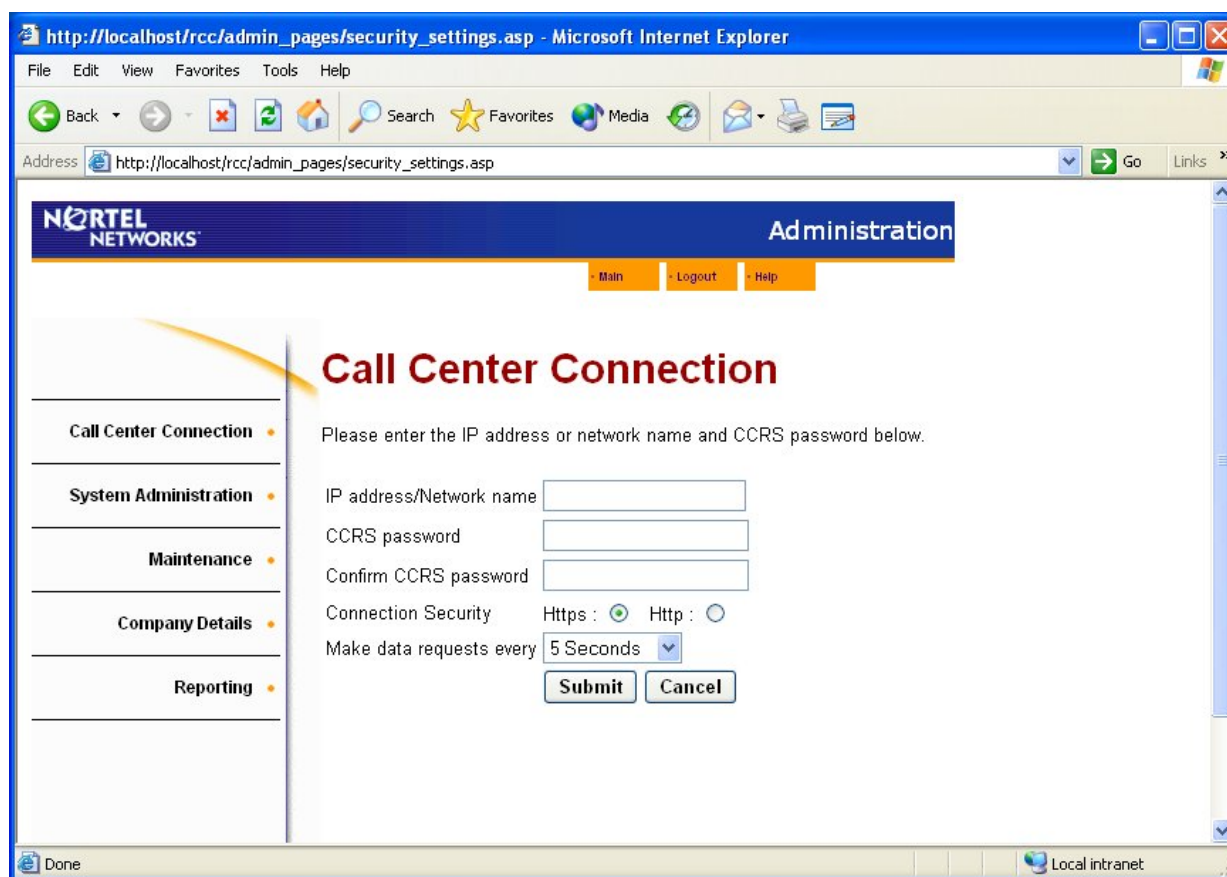 http://localhost/rcc/admin_pages/security_settings.asp - Microsoft Internet Explorer
File Edit View Favorites Tools Help
Back Search Favorites Media
Address http://localhost/rcc/admin_pages/security_settings.asp Go Links »
NORTEL
NETWORKS
Administration
Main Logout Help
Call Center Connection
Call Center Connection
Please enter the IP address or network name and CCRS password below.
System Administration
IP address/Network name
CCRS password
Maintenance
Confirm CCRS password
Company Details
Connection Security Https : Http :
Make data requests every 5 Seconds
Reporting
Submit Cancel
Done Local intranet